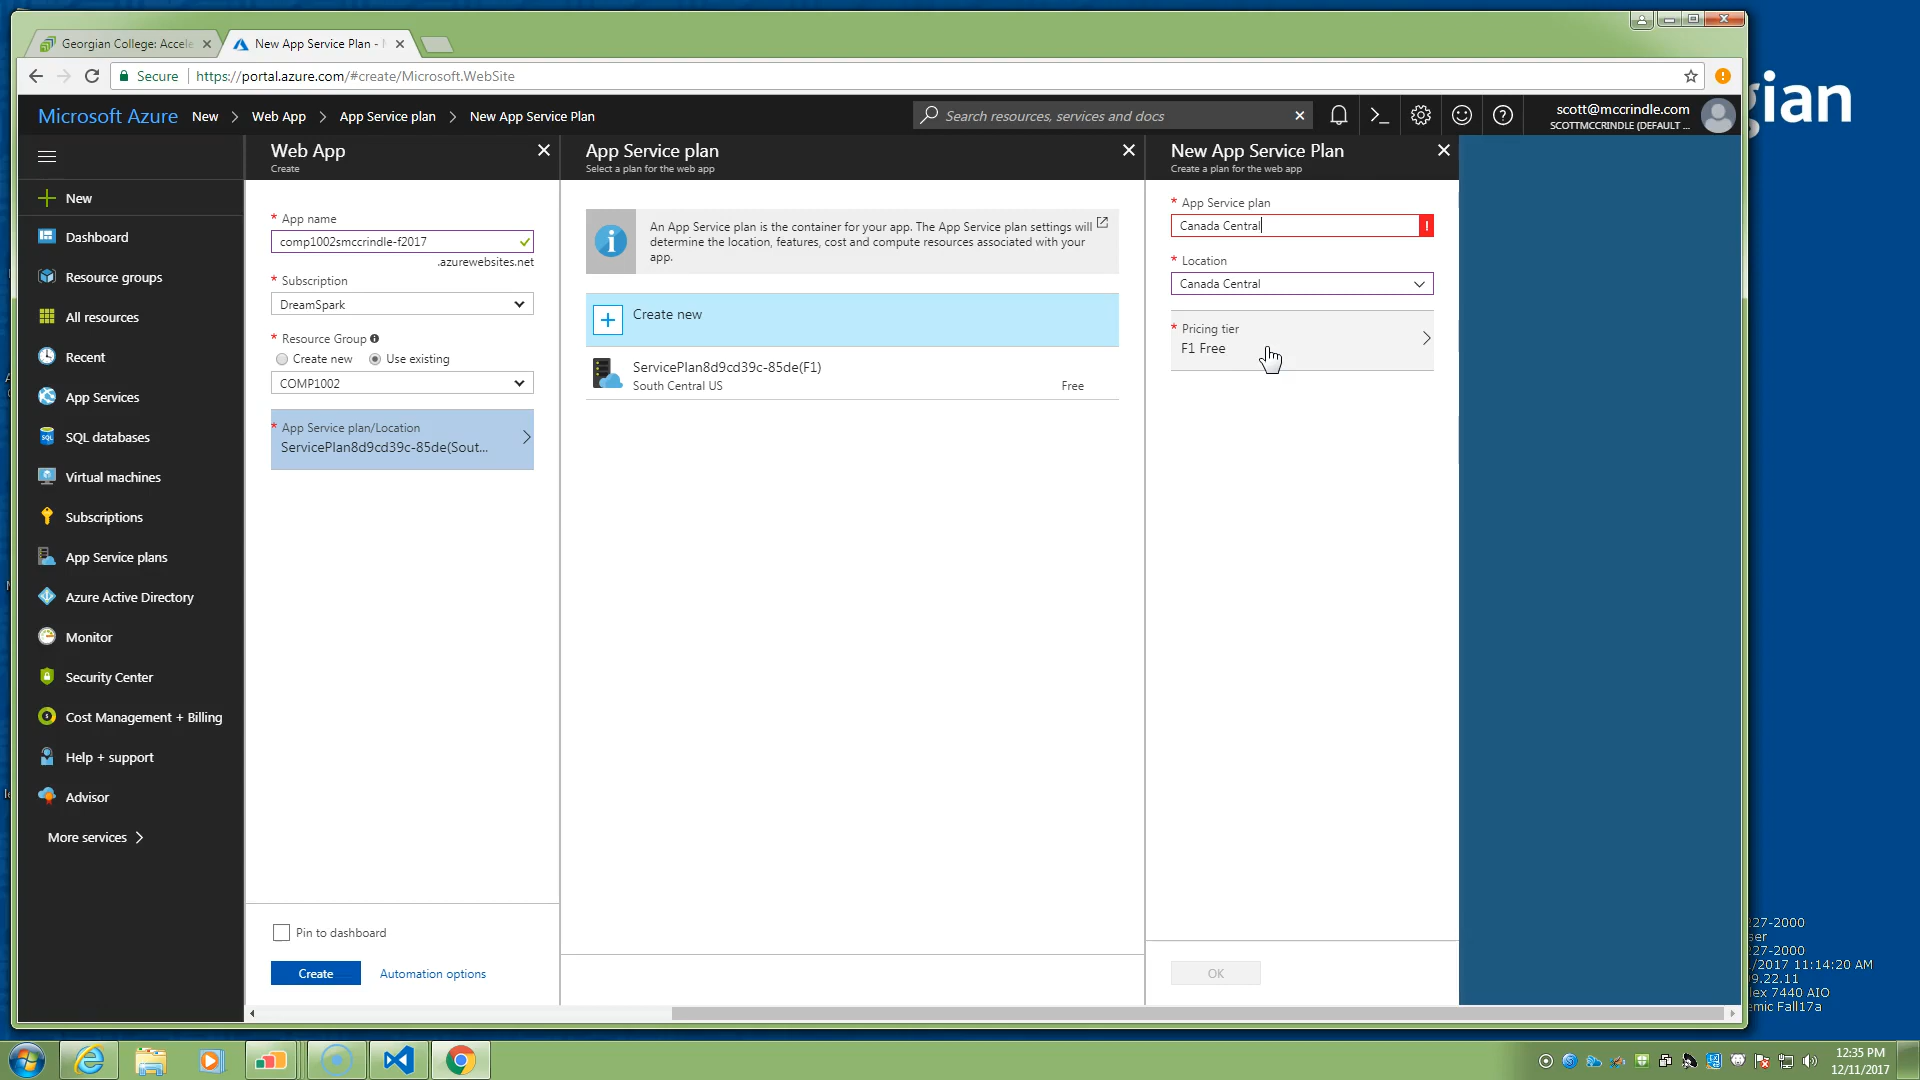 Georgian College: Accele
New App Service Plan -
Secure
https://portal.azure.com/#create/Microsoft.WebSite
Microsoft Azure New > Web App > App Service plan > New App Service Plan
Search resources, services and docs
scott@mccrindle.com
SCOTTMCCRINDLE (DEFAULT ...
gian
New
Dashboard
Resource groups
All resources
Recent
App Services
SQL databases
Virtual machines
Subscriptions
App Service plans
Azure Active Directory
Monitor
Security Center
Cost Management + Billing
Help + support
Advisor
More services >
Web App
Create
* App name
comp1002smccrindle-f2017
.azurewebsites.net
* Subscription
DreamSpark
* Resource Group
Create new Use existing
COMP1002
* App Service plan/Location
ServicePlan8d9cd39c-85de(Sout...
Pin to dashboard
Create Automation options
App Service plan
Select a plan for the web app
An App Service plan is the container for your app. The App Service plan settings will
determine the location, features, cost and compute resources associated with your
app.
Create new
ServicePlan8d9cd39c-85de(F1)
South Central US Free
New App Service Plan
Create a plan for the web app
* App Service plan
Canada Central
* Location
Canada Central
* Pricing tier
F1 Free
OK
227-2000
ser
227-2000
/2017 11:14:20 AM
09.22.11
lex 7440 AIO
emic Fall17a
12:35 PM
12/11/2017